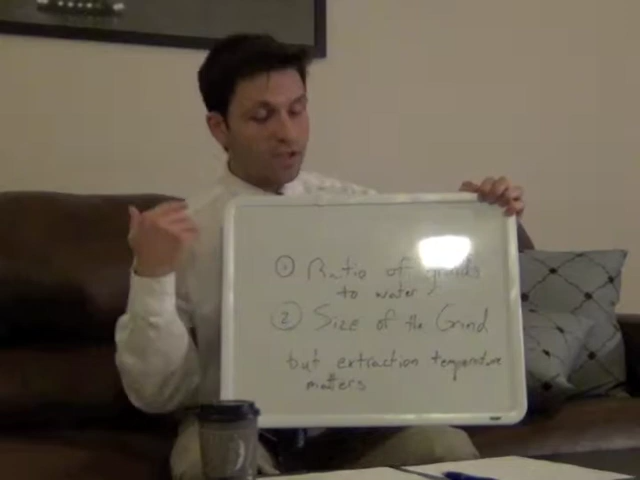 ① Ratio of grinds
to water
② Size of the Grind
but extraction temperature
matters